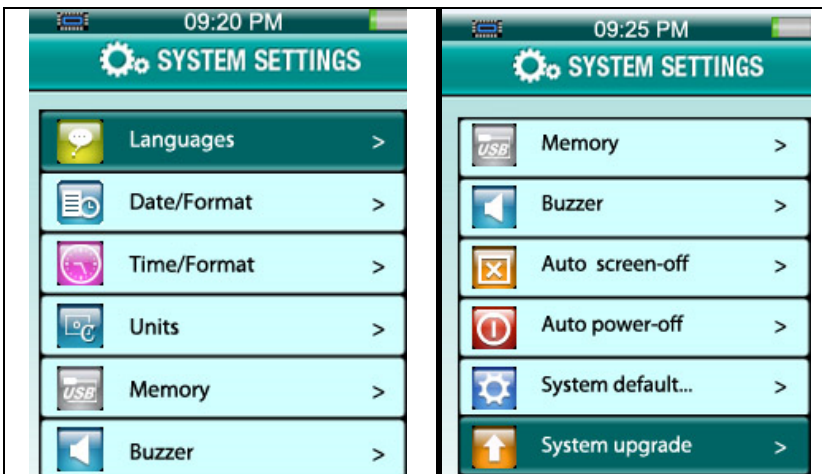 09:20 PM
SYSTEM SETTINGS
Languages >
Date/Format >
Time/Format >
Units >
USB Memory >
Buzzer >
09:25 PM
SYSTEM SETTINGS
USB Memory >
Buzzer >
Auto screen-off >
Auto power-off >
System default... >
System upgrade >